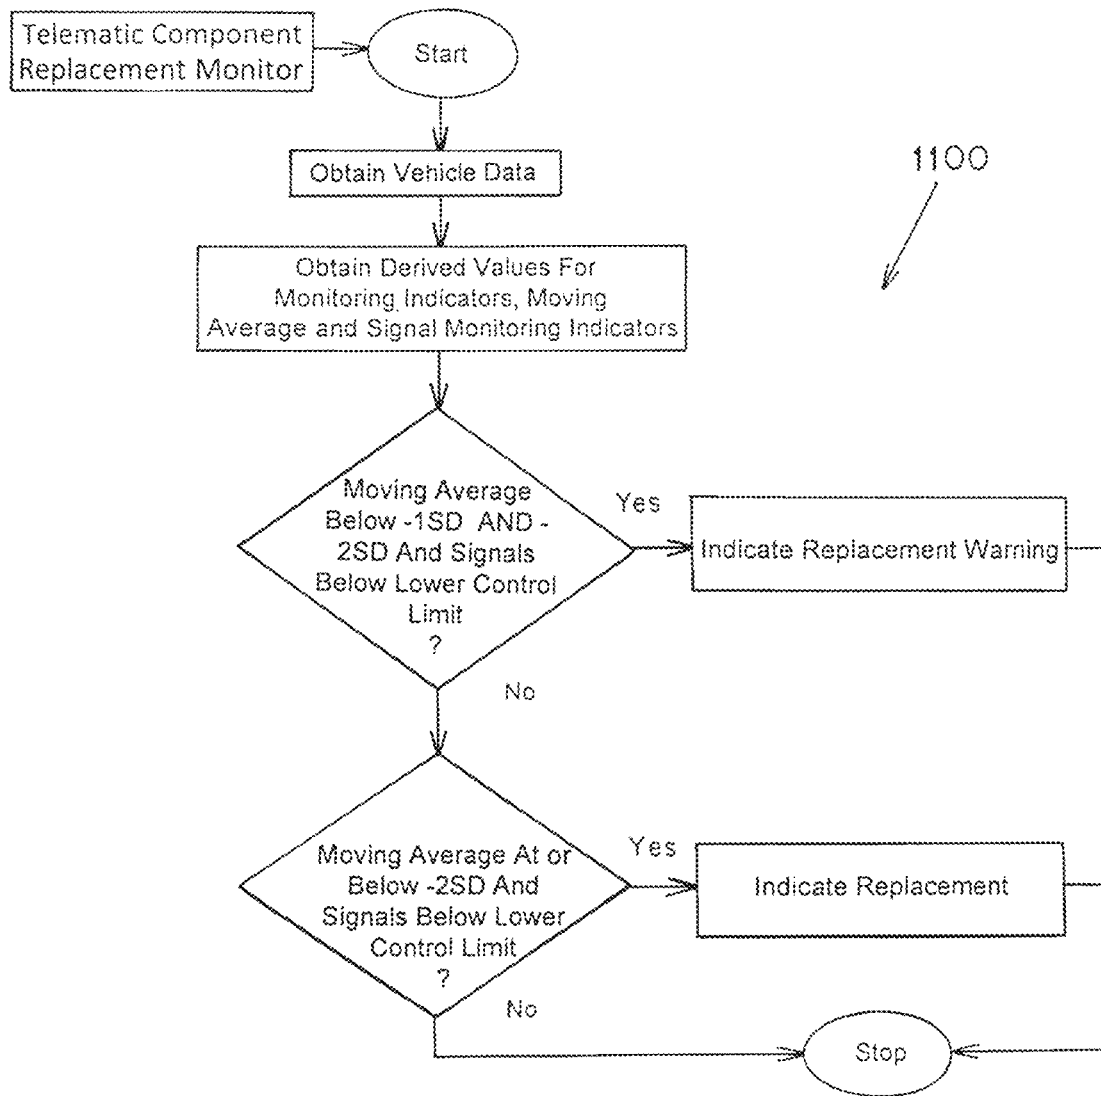 Telematic Component
Replacement Monitor
Start
Obtain Vehicle Data
1100
Obtain Derived Values For
Monitoring Indicators, Moving
Average and Signal Monitoring Indicators
Moving Average
Below -1SD AND -
2SD And Signals
Below Lower Control
Limit
?
Yes
Indicate Replacement Warning
No
Moving Average At or
Below -2SD And
Signals Below Lower
Control Limit
?
Yes
Indicate Replacement
No
Stop